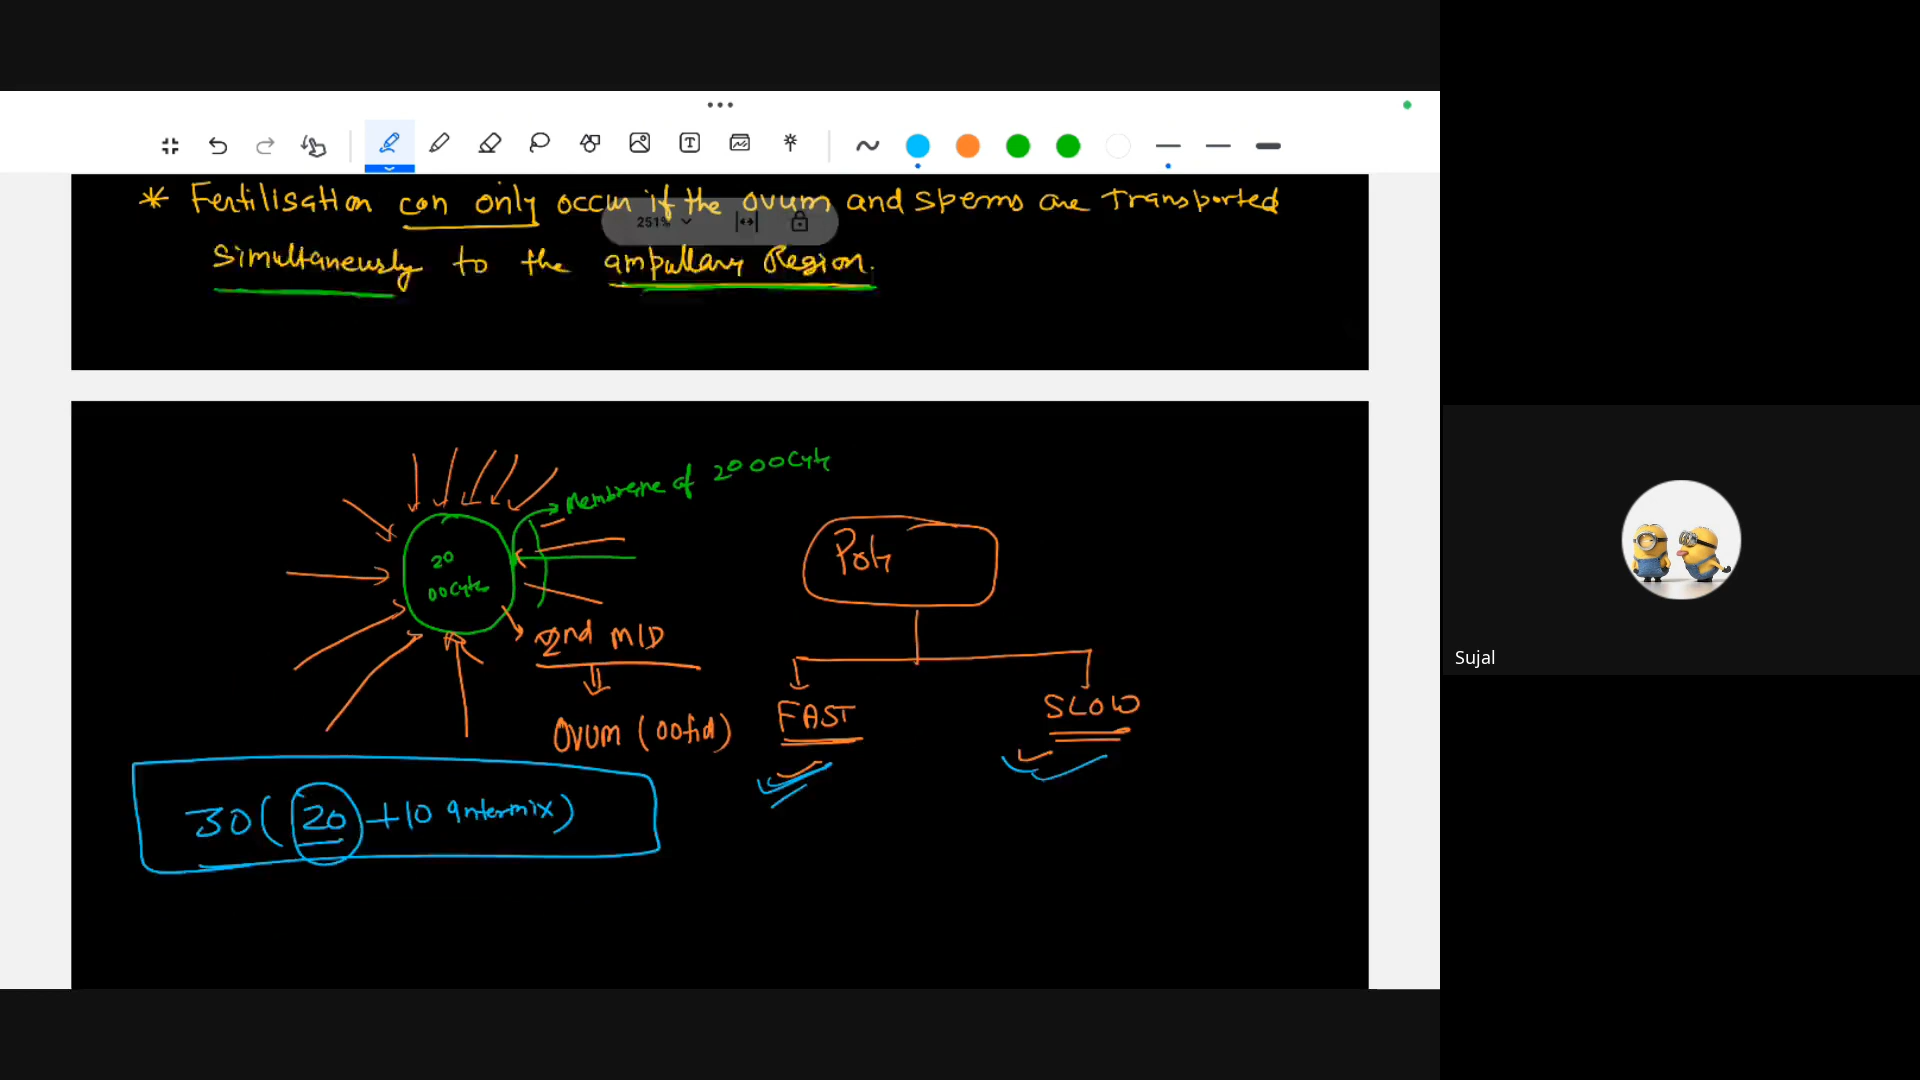 * Fertilisation can only occur if the ovum and sperms are transported
simultaneously to the ampullary Region.
251%
Membrane of 2° oocyte
2°
oocyte
2nd MID
Ovum (ootid)
FAST
SLOW
30 (20 + 10 intermix)
Sujal